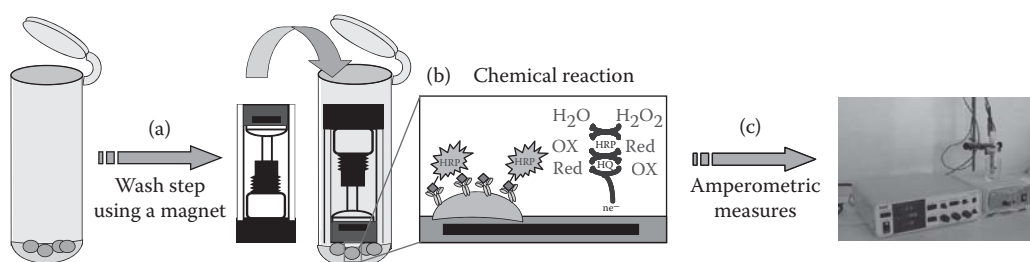 (a)
Wash step
using a magnet
(b) Chemical reaction
H₂O H₂O₂
OX HRP Red
Red HQ OX
ne⁻
HRP HRP
(c)
Amperometric
measures